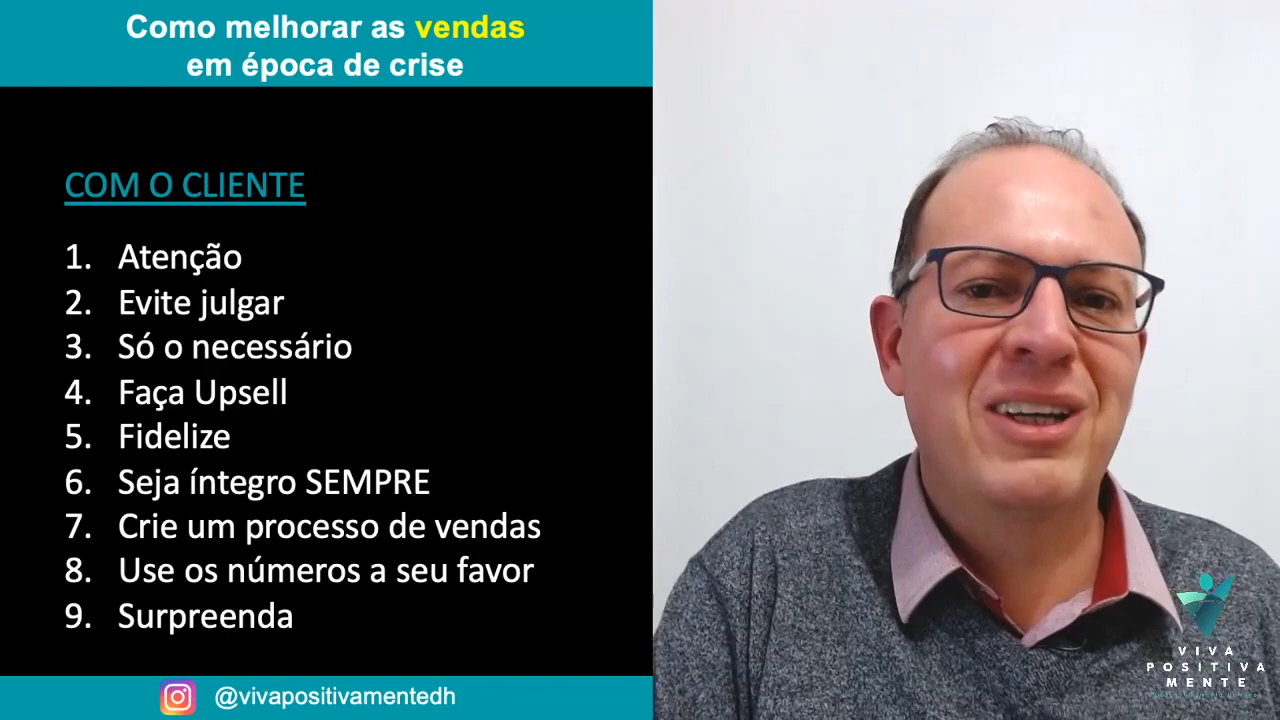 Como melhorar as vendas
em época de crise
COM O CLIENTE
1. Atenção
2. Evite julgar
3. Só o necessário
4. Faça Upsell
5. Fidelize
6. Seja íntegro SEMPRE
7. Crie um processo de vendas
8. Use os números a seu favor
9. Surpreenda
@vivapositivamentedh
VIVA
POSITIVA
MENTE